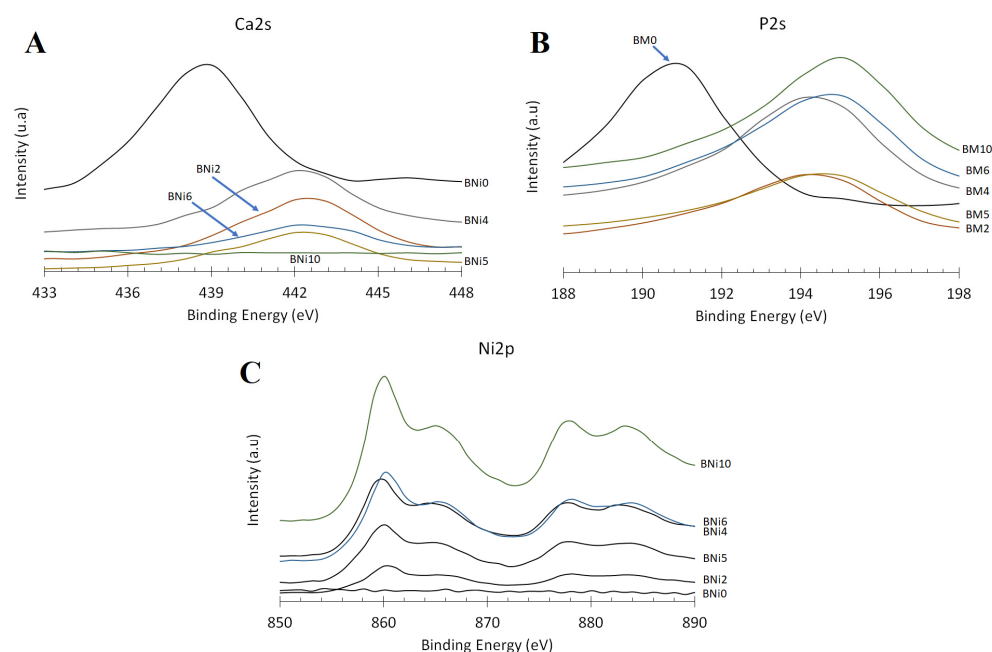 Ca2s
A
Intensity (u.a)
BNi2
BNi6
BNi10
BNi0
BNi4
BNi5
433 436 439 442 445 448
Binding Energy (eV)
P2s
B
Intensity (a.u)
BM0
BM10
BM6
BM4
BM5
BM2
188 190 192 194 196 198
Binding Energy (eV)
Ni2p
C
Intensity (a.u)
BNi10
BNi6
BNi4
BNi5
BNi2
BNi0
850 860 870 880 890
Binding Energy (eV)